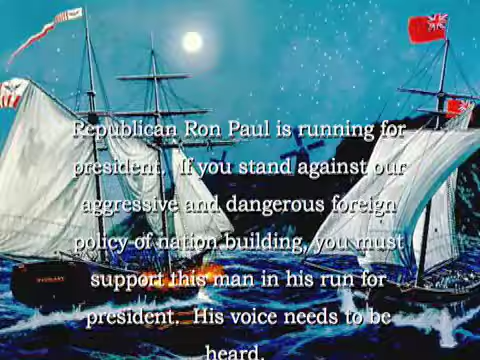 Republican Ron Paul is running for
president.  If you stand against our
aggressive and dangerous foreign
policy of nation building, you must
support this man in his run for
president.  His voice needs to be
heard.